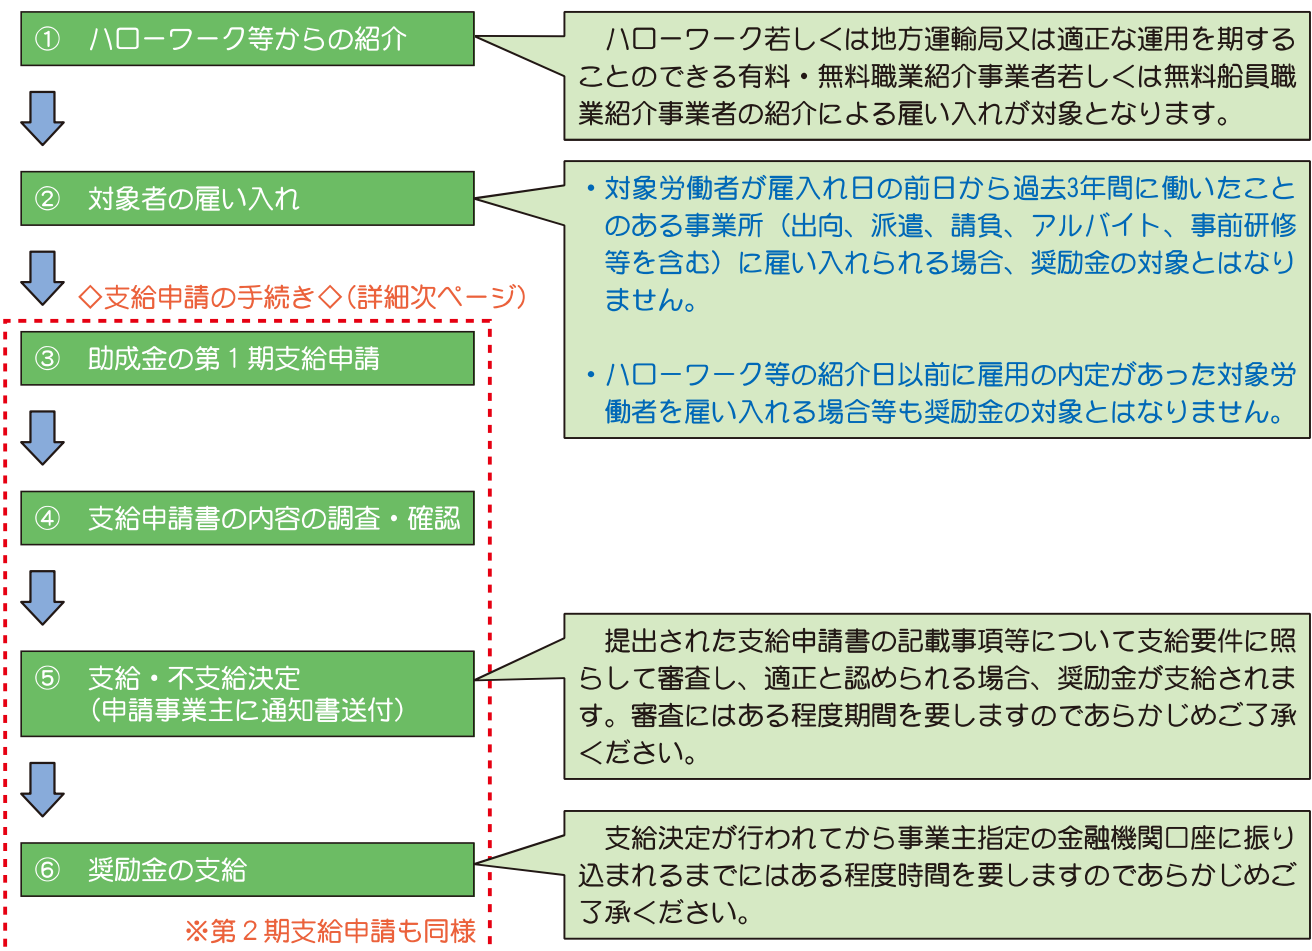 ① ハローワーク等からの紹介
ハローワーク若しくは地方運輸局又は適正な運用を期する
ことのできる有料・無料職業紹介事業者若しくは無料船員職
業紹介事業者の紹介による雇い入れが対象となります。
② 対象者の雇い入れ
・対象労働者が雇入れ日の前日から過去3年間に働いたこと
のある事業所（出向、派遣、請負、アルバイト、事前研修
等を含む）に雇い入れられる場合、奨励金の対象とはなり
ません。
・ハローワーク等の紹介日以前に雇用の内定があった対象労
働者を雇い入れる場合等も奨励金の対象とはなりません。
◇支給申請の手続き◇（詳細次ページ）
③ 助成金の第１期支給申請
④ 支給申請書の内容の調査・確認
⑤ 支給・不支給決定
（申請事業主に通知書送付）
提出された支給申請書の記載事項等について支給要件に照
らして審査し、適正と認められる場合、奨励金が支給されま
す。審査にはある程度期間を要しますのであらかじめご了承
ください。
⑥ 奨励金の支給
支給決定が行われてから事業主指定の金融機関口座に振り
込まれるまでにはある程度時間を要しますのであらかじめご
了承ください。
※第２期支給申請も同様